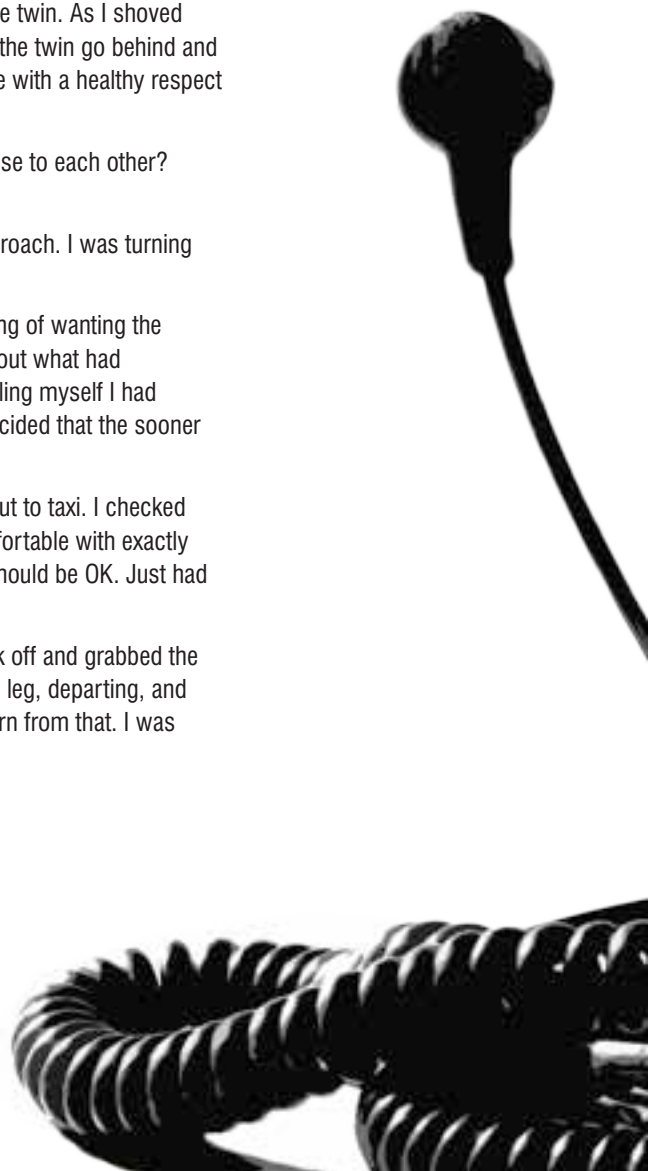 e twin. As I shoved
the twin go behind and
e with a healthy respect
se to each other?
roach. I was turning
ng of wanting the
out what had
ling myself I had
cided that the sooner
ut to taxi. I checked
fortable with exactly
hould be OK. Just had
k off and grabbed the
leg, departing, and
rn from that. I was